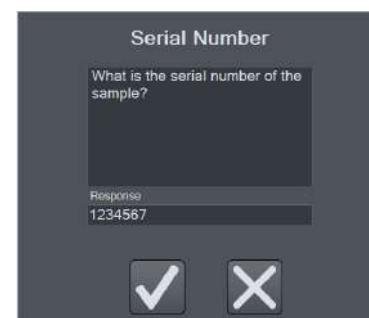 Serial Number
What is the serial number of the
sample?
Response
1234567